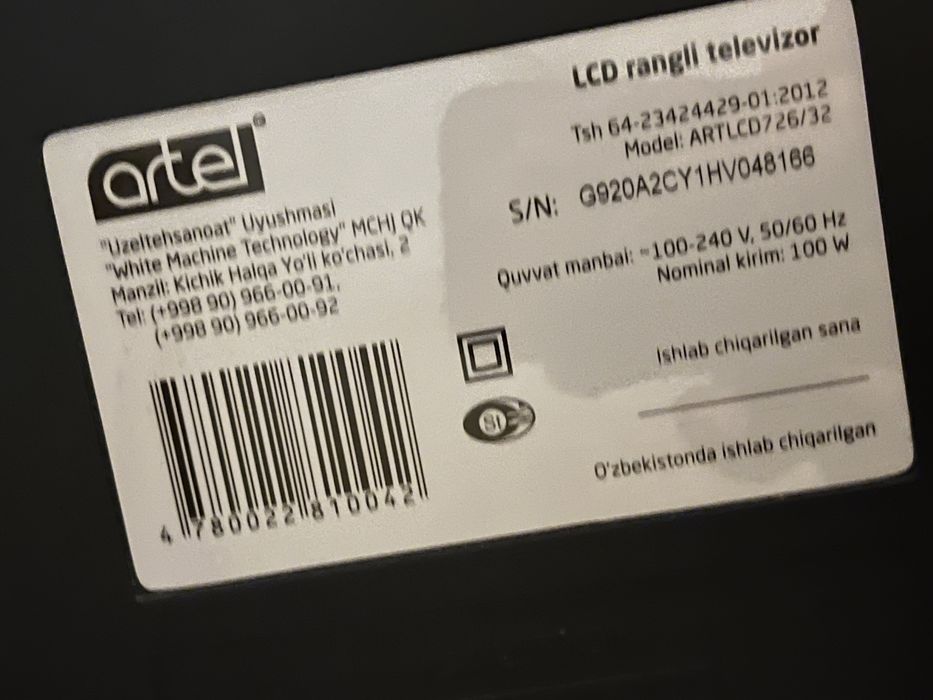 artel®
"Uzeltehsanoat" Uyushmasi
"White Machine Technology" MCHJ QK
Manzil: Kichik Halqa Yo'li ko'chasi, 2
Tel: (+998 90) 966-00-91,
(+998 90) 966-00-92
4 780022 810042
LCD rangli televizor
Tsh 64-23424429-01:2012
Model: ARTLCD726/32
S/N: G920A2CY1HV048166
Quvvat manbai: ~100-240 V, 50/60 Hz
Nominal kirim: 100 W
St
Ishlab chiqarilgan sana
O'zbekistonda ishlab chiqarilgan